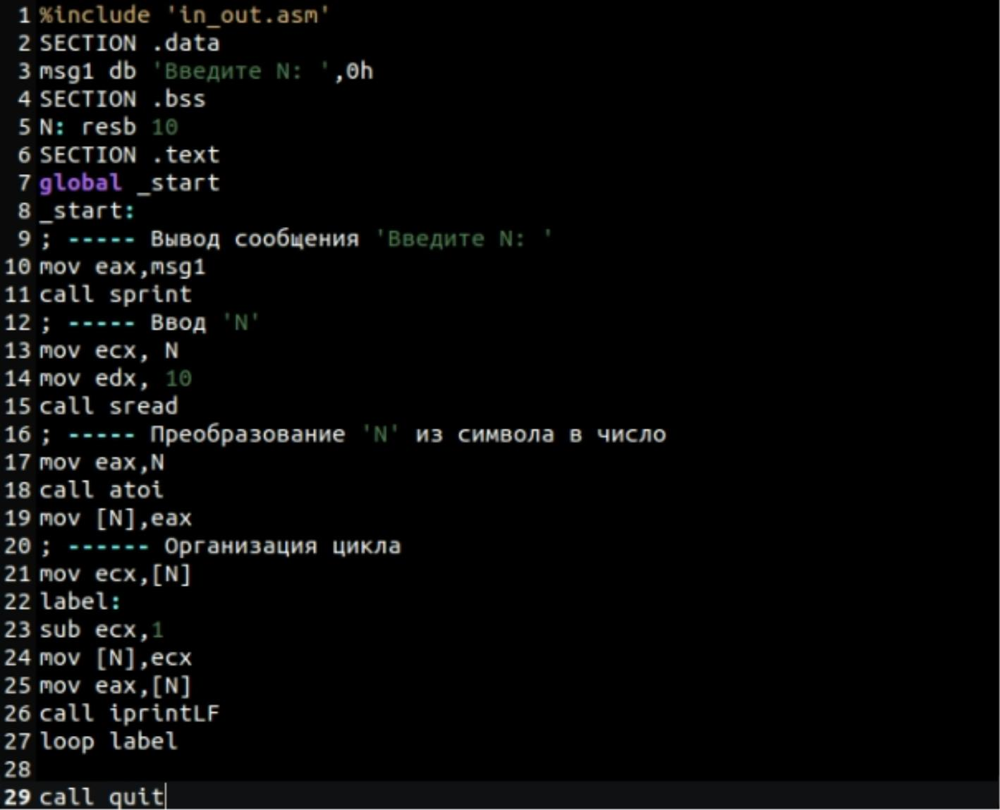 1 %include 'in_out.asm'
2 SECTION .data
3 msg1 db 'Введите N: ',0h
4 SECTION .bss
5 N: resb 10
6 SECTION .text
7 global _start
8 _start:
9 ; ----- Вывод сообщения 'Введите N: '
10 mov eax,msg1
11 call sprint
12 ; ----- Ввод 'N'
13 mov ecx, N
14 mov edx, 10
15 call sread
16 ; ----- Преобразование 'N' из символа в число
17 mov eax,N
18 call atoi
19 mov [N],eax
20 ; ------ Организация цикла
21 mov ecx,[N]
22 label:
23 sub ecx,1
24 mov [N],ecx
25 mov eax,[N]
26 call iprintLF
27 loop label
28
29 call quit